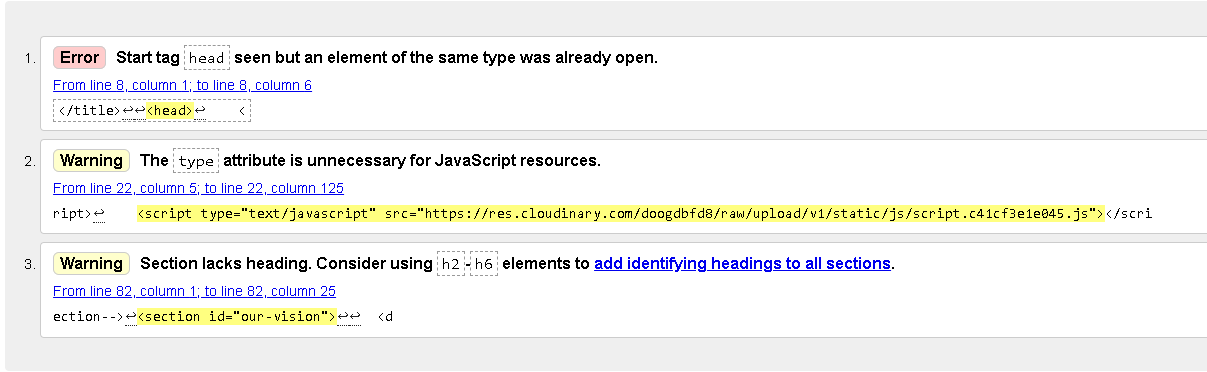 1. Error Start tag head seen but an element of the same type was already open.
From line 8, column 1; to line 8, column 6
</title>↩↩<head>↩    <
2. Warning The type attribute is unnecessary for JavaScript resources.
From line 22, column 5; to line 22, column 125
ript>↩    <script type="text/javascript" src="https://res.cloudinary.com/doogdbfd8/raw/upload/v1/static/js/script.c41cf3e1e045.js"></scri
3. Warning Section lacks heading. Consider using h2-h6 elements to add identifying headings to all sections.
From line 82, column 1; to line 82, column 25
ection-->↩<section id="our-vision">↩↩  <d